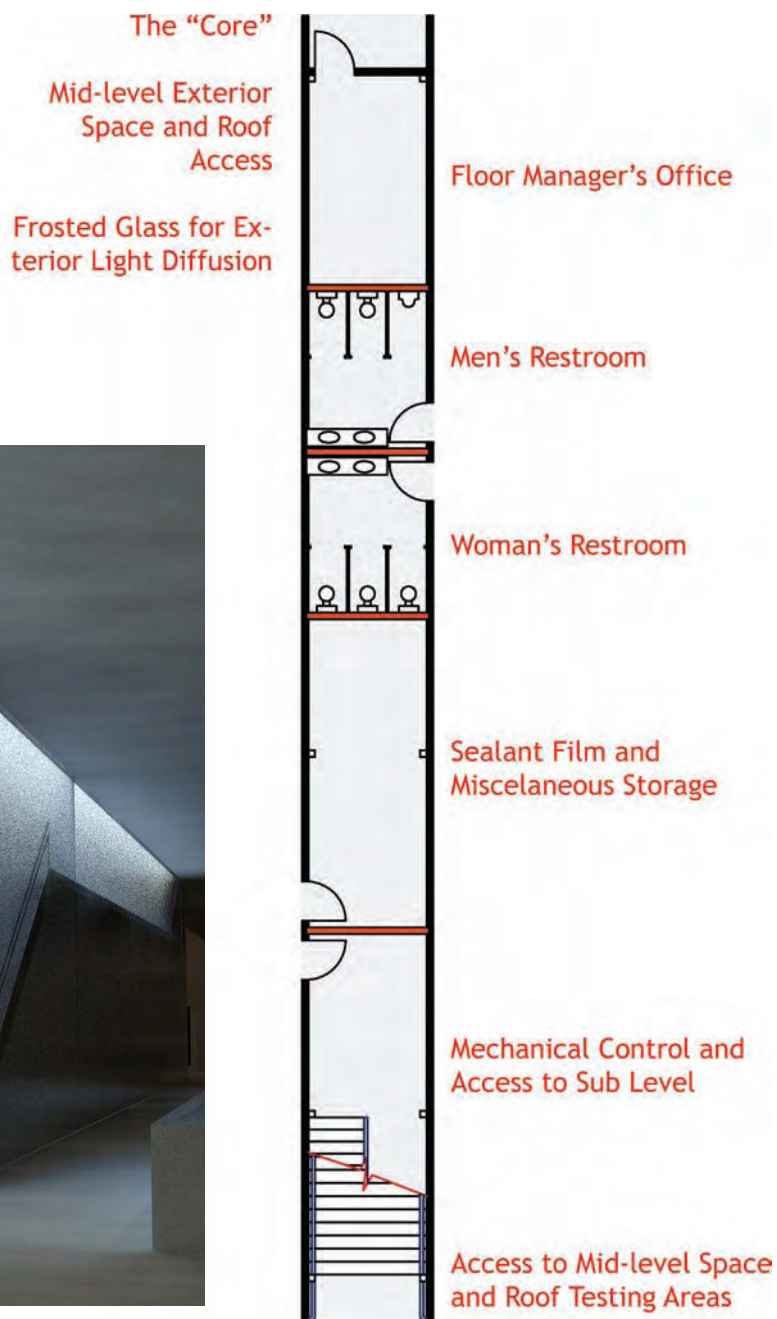 The “Core”
Mid-level Exterior
Space and Roof
Access
Frosted Glass for Ex-
terior Light Diffusion
Floor Manager’s Office
Men’s Restroom
Woman’s Restroom
Sealant Film and
Miscelaneous Storage
Mechanical Control and
Access to Sub Level
Access to Mid-level Space
and Roof Testing Areas